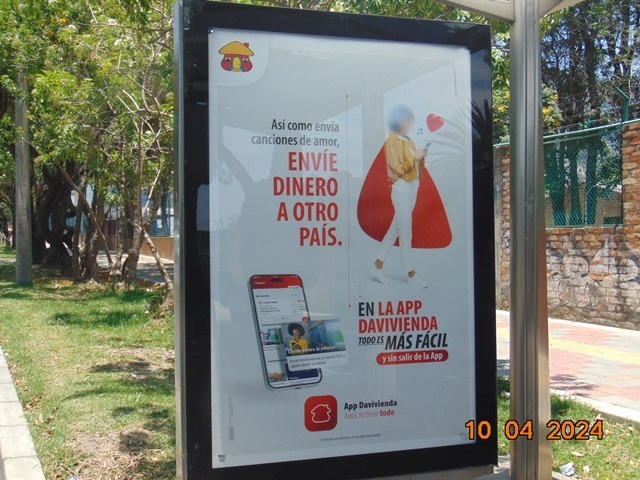 Así como envía
canciones de amor,
ENVÍE
DINERO
A OTRO
PAÍS.
EN LA APP
DAVIVIENDA
TODO ES MÁS FÁCIL
y sin salir de la App
App Davivienda
Aquí, lo tiene todo
10 04 2024